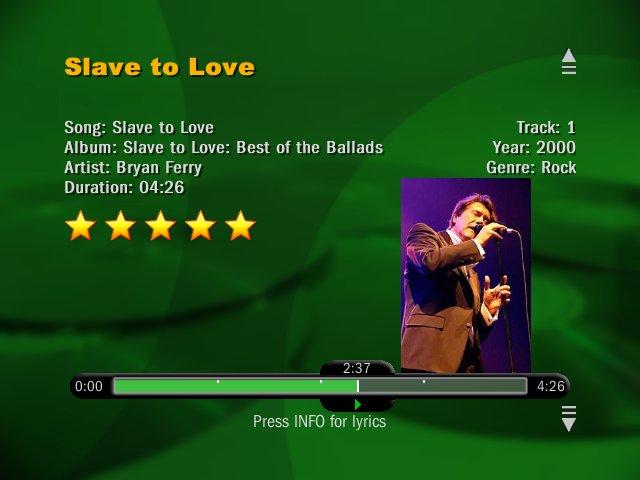 Slave to Love
Song: Slave to Love
Track: 1
Album: Slave to Love: Best of the Ballads
Year: 2000
Artist: Bryan Ferry
Genre: Rock
Duration: 04:26
2:37
0:00
4:26
Press INFO for lyrics